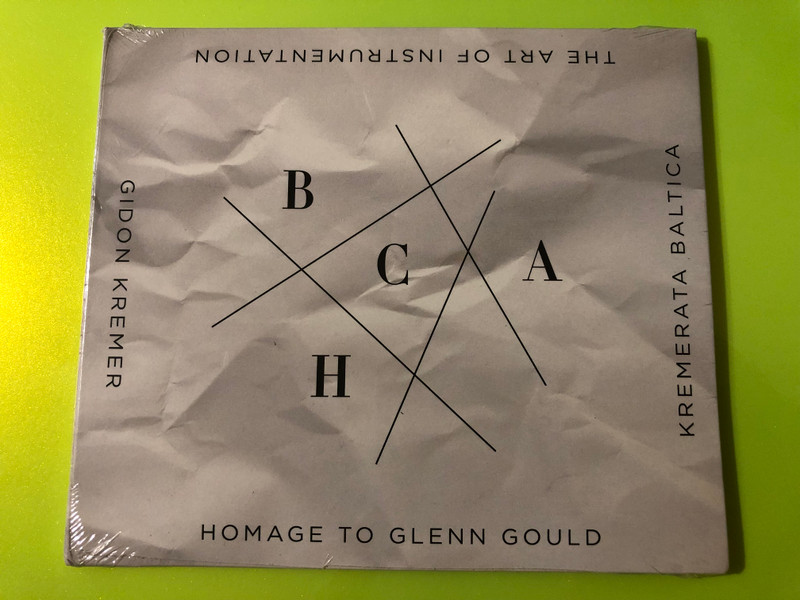 THE ART OF INSTRUMENTATION
GIDON KREMER
B
C
A
H
KREMERATA BALTICA
HOMAGE TO GLENN GOULD